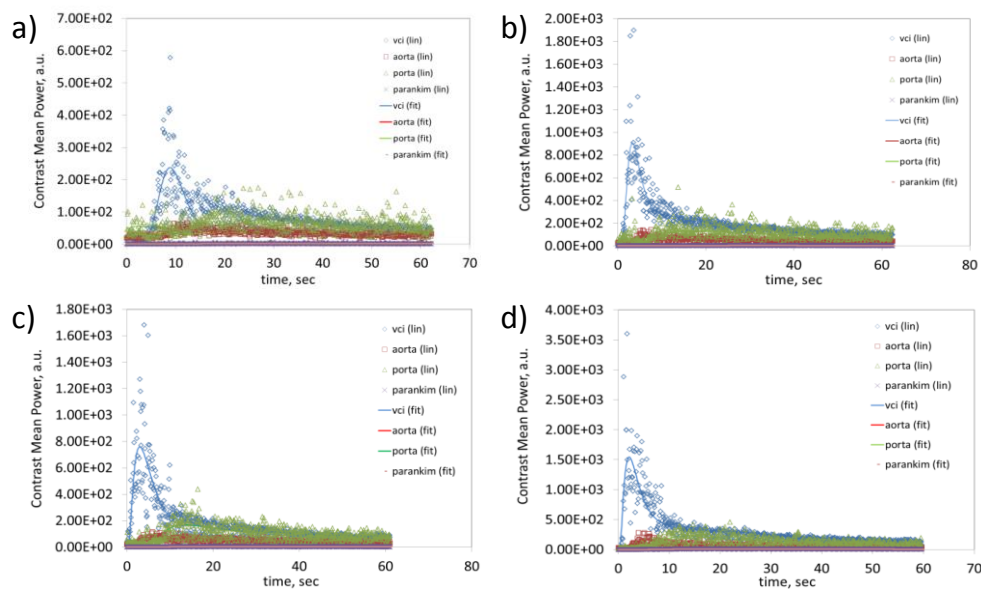 a)
Contrast Mean Power, a.u.
7.00E+02
6.00E+02
5.00E+02
4.00E+02
3.00E+02
2.00E+02
1.00E+02
0.00E+00
0 10 20 30 40 50 60 70
time, sec
vci (lin)
aorta (lin)
porta (lin)
parankim (lin)
vci (fit)
aorta (fit)
porta (fit)
parankim (fit)
b)
Contrast Mean Power, a.u.
2.00E+03
1.80E+03
1.60E+03
1.40E+03
1.20E+03
1.00E+03
8.00E+02
6.00E+02
4.00E+02
2.00E+02
0.00E+00
0 20 40 60 80
time, sec
vci (lin)
aorta (lin)
porta (lin)
parankim (lin)
vci (fit)
aorta (fit)
porta (fit)
parankim (fit)
c)
Contrast Mean Power, a.u.
1.80E+03
1.60E+03
1.40E+03
1.20E+03
1.00E+03
8.00E+02
6.00E+02
4.00E+02
2.00E+02
0.00E+00
0 20 40 60 80
time, sec
vci (lin)
aorta (lin)
porta (lin)
parankim (lin)
vci (fit)
aorta (fit)
porta (fit)
parankim (fit)
d)
Contrast Mean Power, a.u.
4.00E+03
3.50E+03
3.00E+03
2.50E+03
2.00E+03
1.50E+03
1.00E+03
5.00E+02
0.00E+00
0 10 20 30 40 50 60 70
time, sec
vci (lin)
aorta (lin)
porta (lin)
parankim (lin)
vci (fit)
aorta (fit)
porta (fit)
parankim (fit)